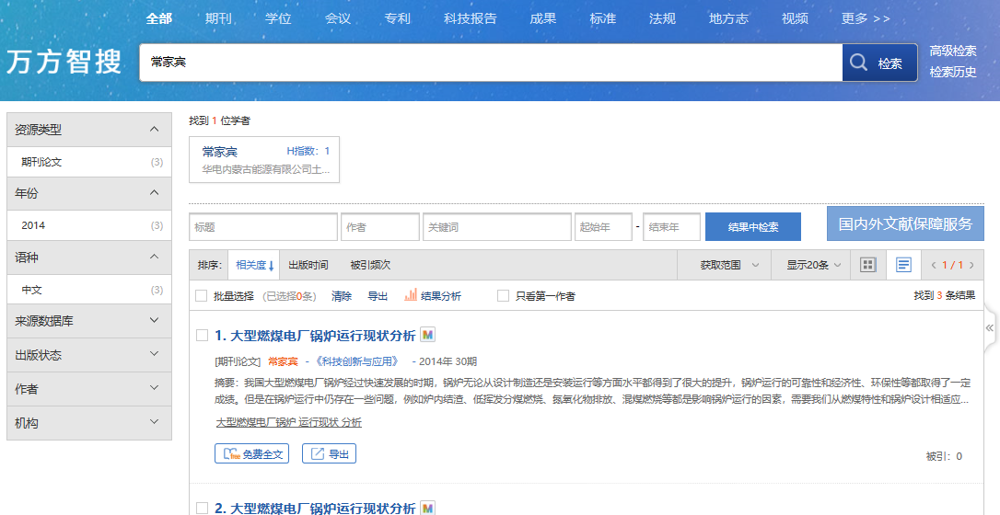 全部 期刊 学位 会议 专利 科技报告 成果 标准 法规 地方志 视频 更多 >>
万方智搜 常家宾 检索
高级检索
检索历史
资源类型
期刊论文 (3)
年份
2014 (3)
语种
中文 (3)
来源数据库
出版状态
作者
机构
找到 1 位学者
常家宾 H指数：1
华电内蒙古能源有限公司土...
标题 作者 关键词 起始年 - 结束年 结果中检索 国内外文献保障服务
排序： 相关度 出版时间 被引频次 获取范围 显示20条 < 1 / 1 >
批量选择 (已选择0条) 清除 导出 结果分析 只看第一作者 找到 3 条结果
1. 大型燃煤电厂锅炉运行现状分析 M
[期刊论文] 常家宾 - 《科技创新与应用》 - 2014年 30期
摘要：我国大型燃煤电厂锅炉经过快速发展的时期，锅炉无论从设计制造还是安装运行等方面水平都得到了很大的提升，锅炉运行的可靠性和经济性、环保性等都取得了一定
成绩。但是在锅炉运行中仍存在一些问题，例如炉内结渣、低挥发分煤燃烧、氮氧化物排放、混煤燃烧等都是影响锅炉运行的因素，需要我们从燃煤特性和锅炉设计相适应...
大型燃煤电厂锅炉 运行现状 分析
免费全文 导出 被引：0
2. 大型燃煤电厂锅炉运行现状分析 M